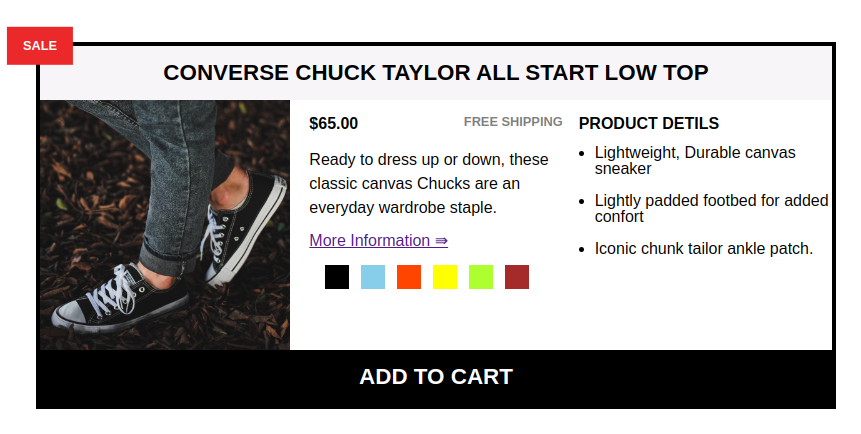 SALE
CONVERSE CHUCK TAYLOR ALL START LOW TOP
$65.00
FREE SHIPPING
Ready to dress up or down, these
classic canvas Chucks are an
everyday wardrobe staple.
More Information ⇛
PRODUCT DETILS
• Lightweight, Durable canvas
sneaker
• Lightly padded footbed for added
confort
• Iconic chunk tailor ankle patch.
ADD TO CART